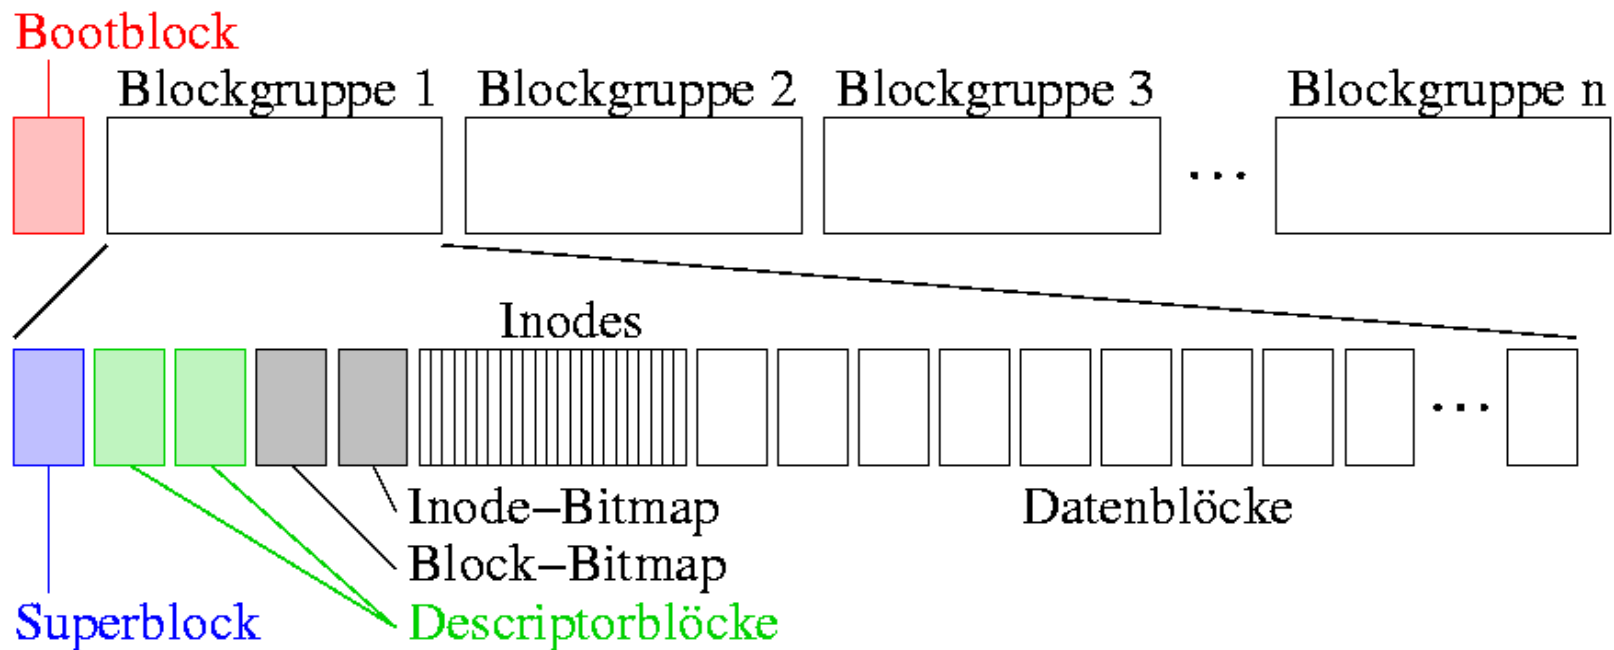 Bootblock
Blockgruppe 1 Blockgruppe 2 Blockgruppe 3 ... Blockgruppe n
Inodes
...
Inode–Bitmap Datenblöcke
Block–Bitmap
Superblock Descriptorblöcke